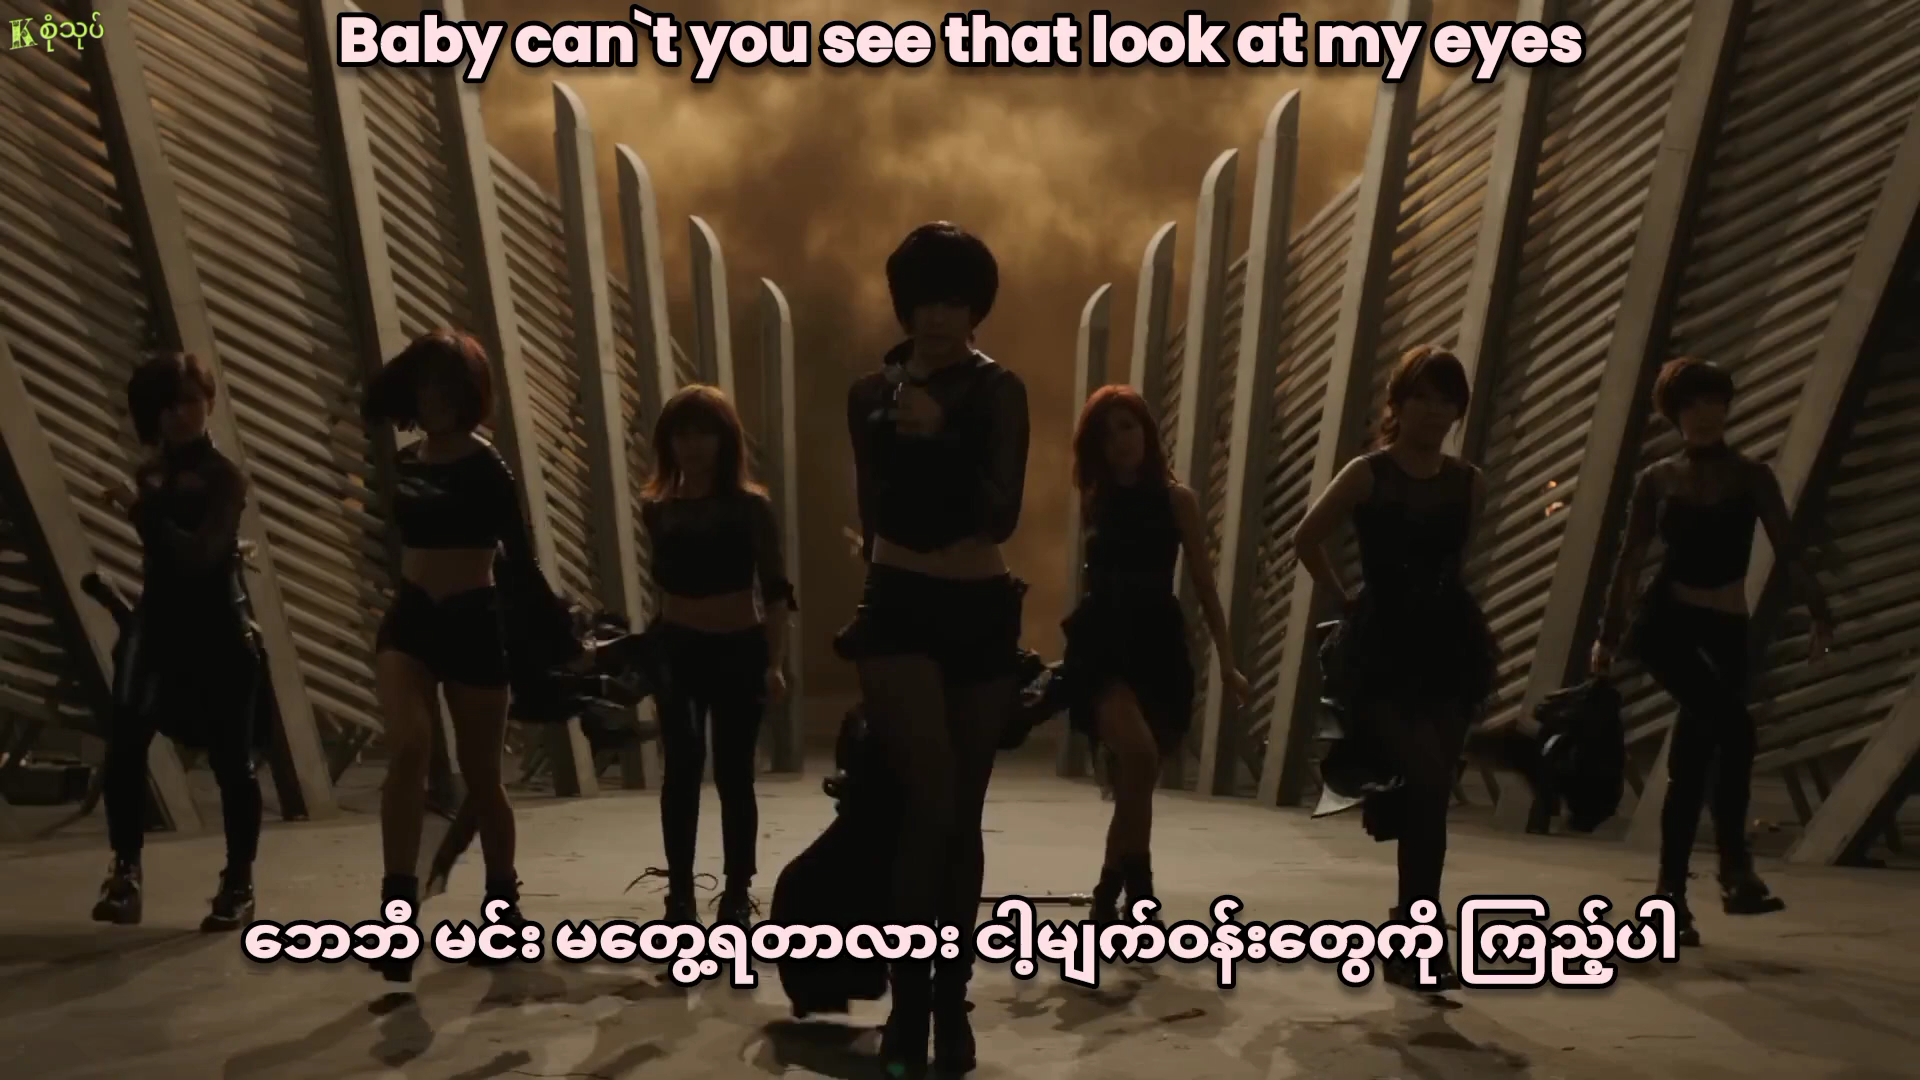 K စုံသုပ်
Baby can`t you see that look at my eyes
ဘေဘီ မင်း မတွေ့ရတာလား ငါ့မျက်ဝန်းတွေကို ကြည့်ပါ